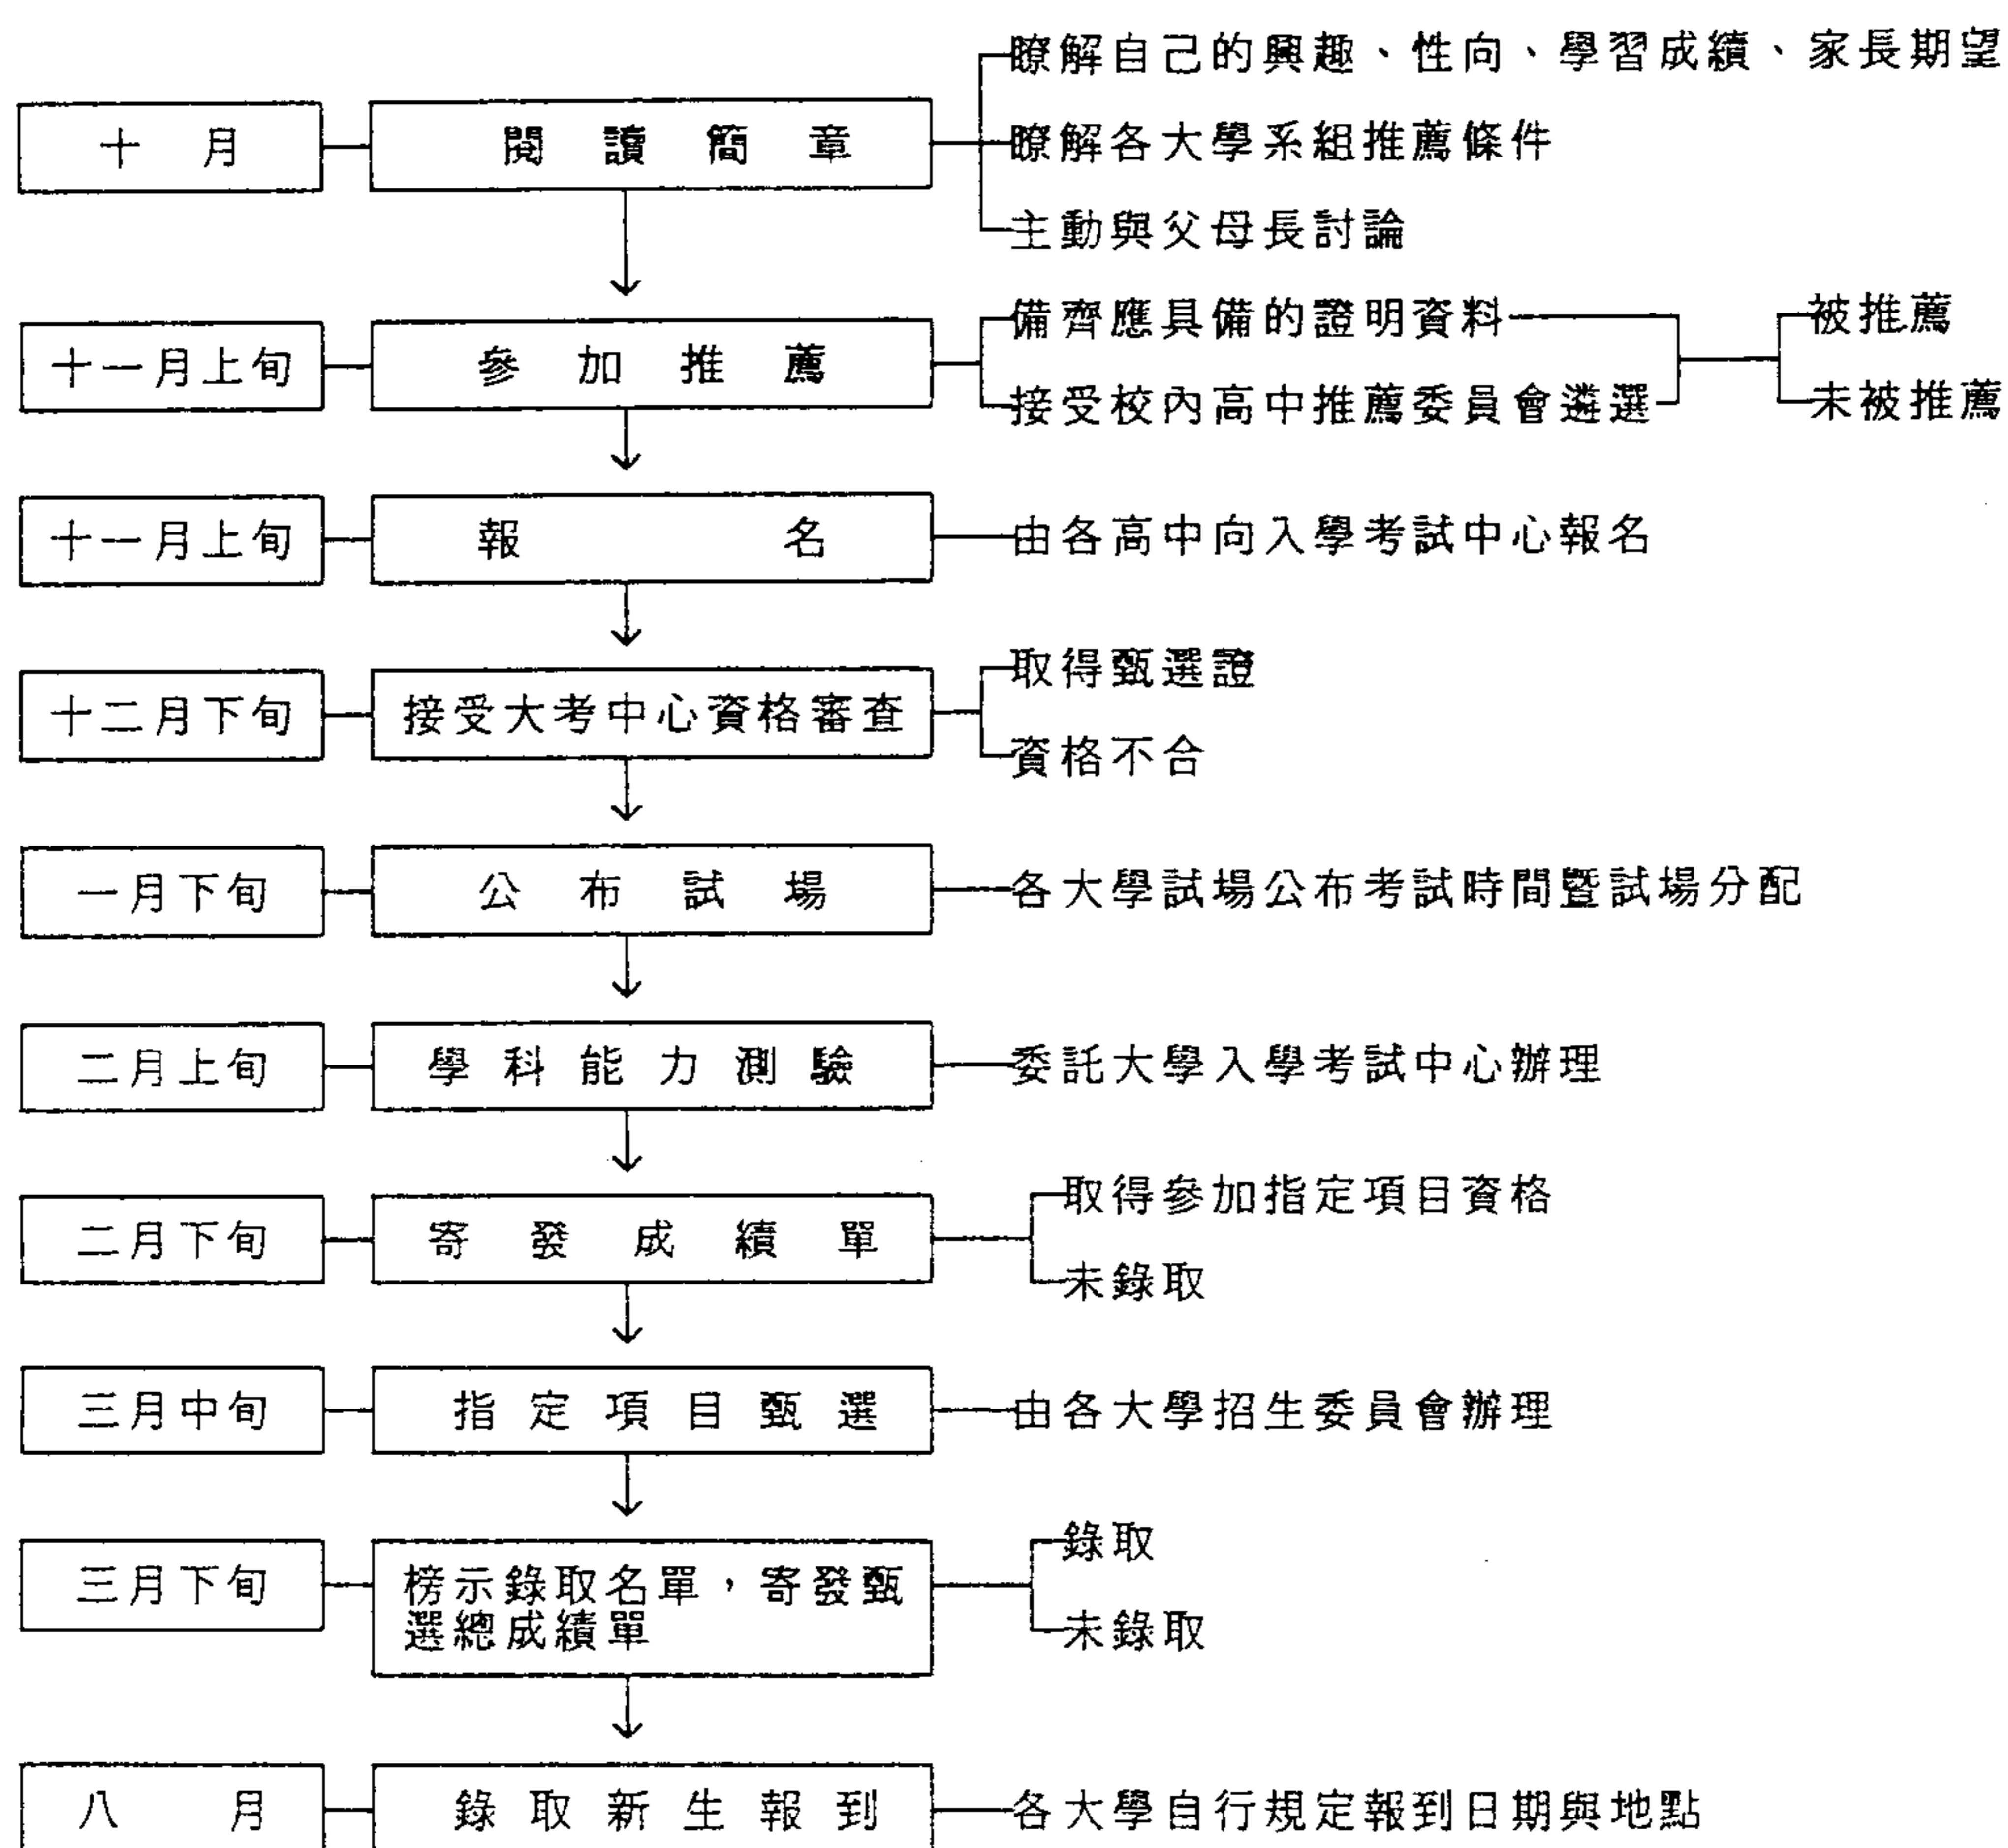 瞭解自己的興趣、性向、學習成績、家長期望
十月
閱讀簡章
瞭解各大學系組推薦條件
主動與父母長討論
備齊應具備的證明資料
被推薦
十一月上旬
參加推薦
接受校內高中推薦委員會遴選
未被推薦
十一月上旬
報名
由各高中向入學考試中心報名
取得甄選證
十二月下旬
接受大考中心資格審查
資格不合
一月下旬
公布試場
各大學試場公布考試時間暨試場分配
二月上旬
學科能力測驗
委託大學入學考試中心辦理
取得參加指定項目資格
二月下旬
寄發成績單
未錄取
三月中旬
指定項目甄選
由各大學招生委員會辦理
錄取
三月下旬
榜示錄取名單,寄發甄
選總成績單
未錄取
八月
錄取新生報到
各大學自行規定報到日期與地點